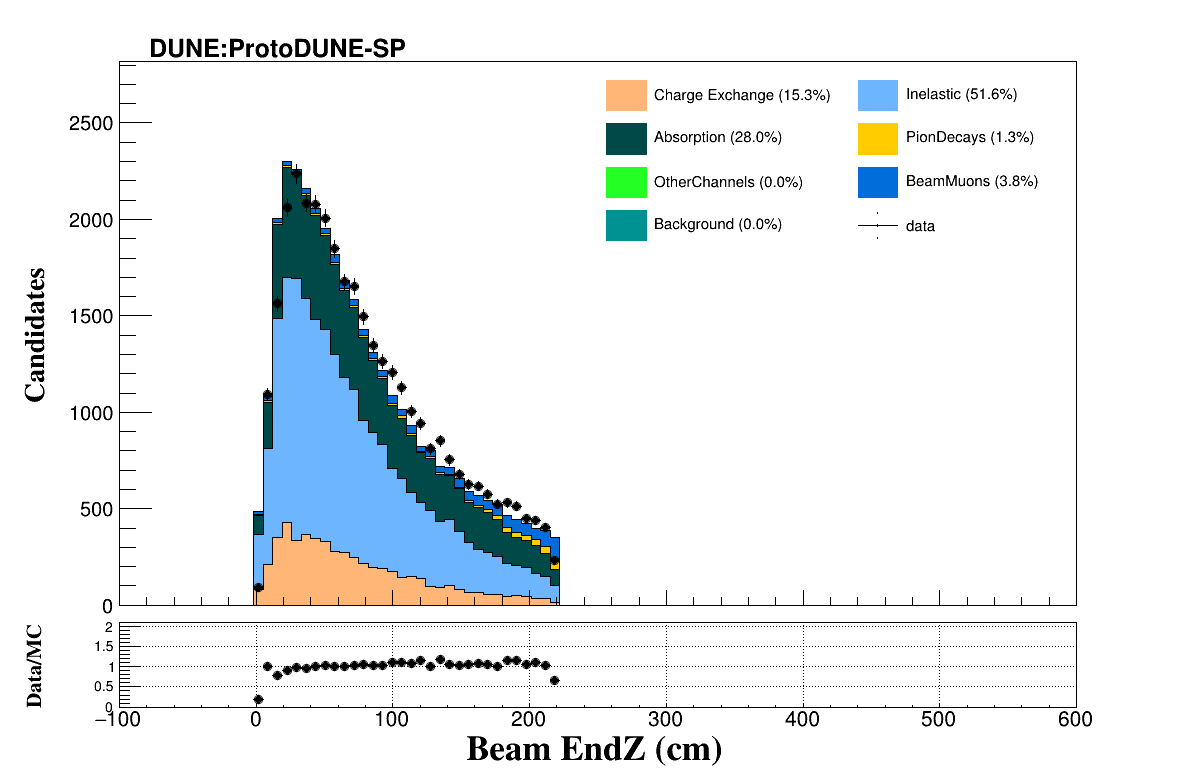 DUNE:ProtoDUNE-SP
Charge Exchange (15.3%)
Inelastic (51.6%)
Absorption (28.0%)
PionDecays (1.3%)
OtherChannels (0.0%)
BeamMuons (3.8%)
Background (0.0%)
data
Candidates
2500
2000
1500
1000
500
0
Data/MC
2
1.5
1
0.5
0
−100 0 100 200 300 400 500 600
Beam EndZ (cm)